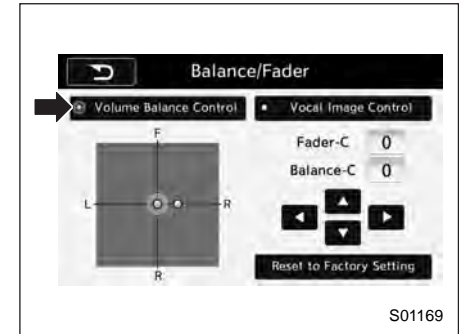 Balance/Fader
Volume Balance Control
Vocal Image Control
F
L
R
R
Fader-C 0
Balance-C 0
Reset to Factory Setting
S01169